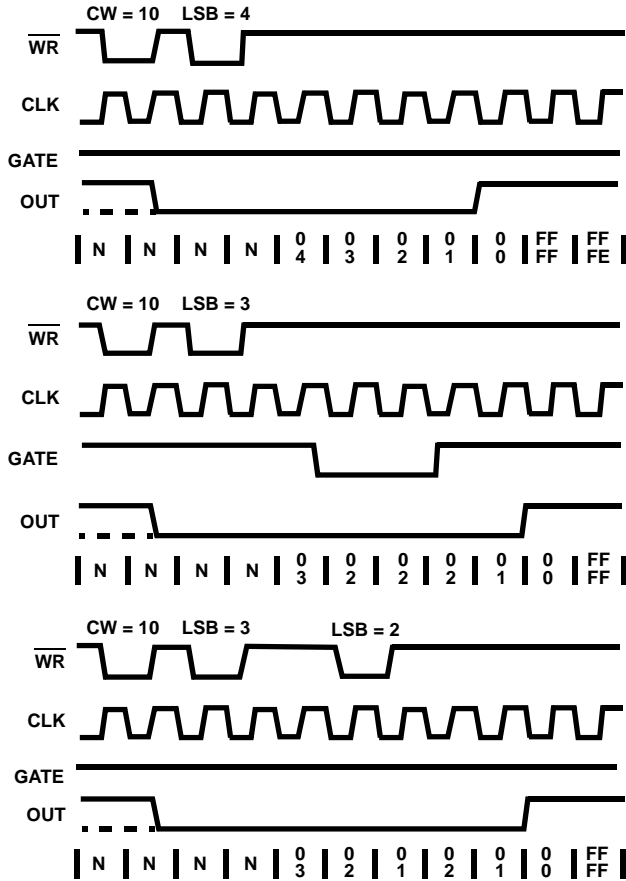 CW = 10 LSB = 4
WR
CLK
GATE
OUT
N N N N 0 0 0 0 0 FF FF
4 3 2 1 0 FF FE
CW = 10 LSB = 3
WR
CLK
GATE
OUT
N N N N 0 0 0 0 0 0 FF
3 2 2 2 1 0 FF
CW = 10 LSB = 3 LSB = 2
WR
CLK
GATE
OUT
N N N N 0 0 0 0 0 0 FF
3 2 1 2 1 0 FF